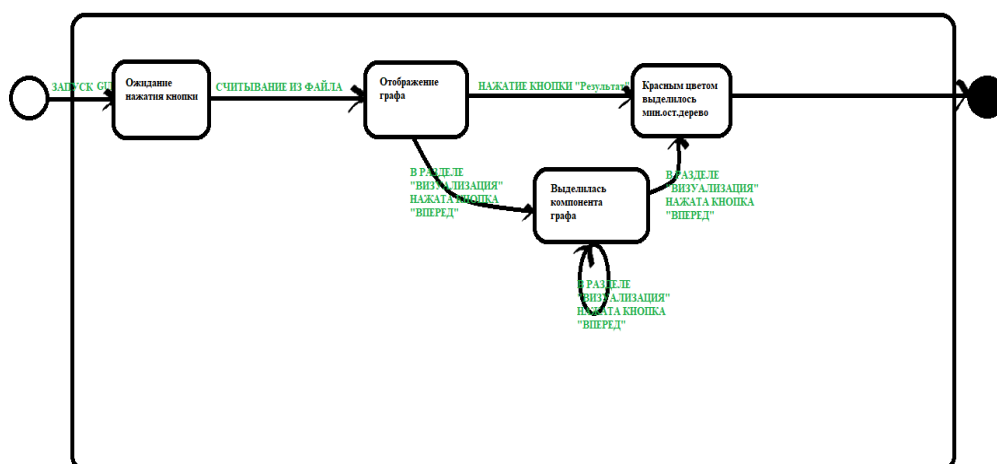 ЗАПУСК GU
Ожидание
нажатия кнопки
СЧИТЫВАНИЕ ИЗ ФАЙЛА
Отображение
графа
НАЖАТИЕ КНОПКИ "Результат"
Красным цветом
выделилось
мин.ост.дерево
В РАЗДЕЛЕ
"ВИЗУАЛИЗАЦИЯ"
НАЖАТА КНОПКА
"ВПЕРЕД"
Выделилась
компонента
графа
В РАЗДЕЛЕ
"ВИЗУАЛИЗАЦИЯ"
НАЖАТА КНОПКА
"ВПЕРЕД"
В РАЗДЕЛЕ
"ВИЗУАЛИЗАЦИЯ"
НАЖАТА КНОПКА
"ВПЕРЕД"